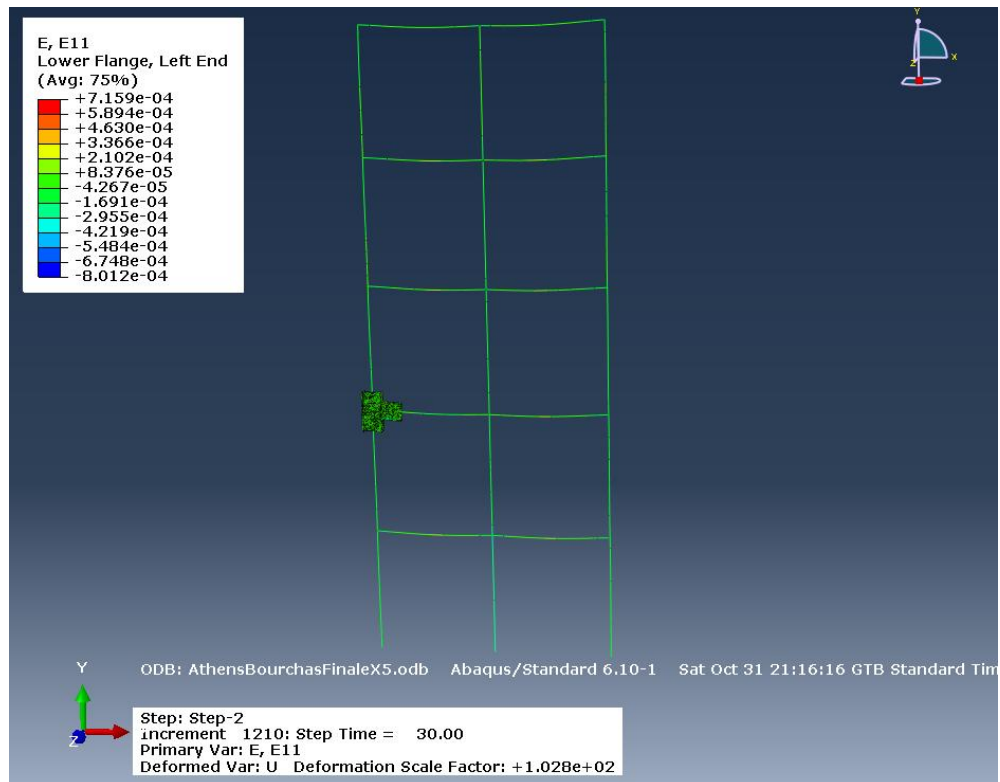 E, E11
Lower Flange, Left End
(Avg: 75%)
+7.159e-04
+5.894e-04
+4.630e-04
+3.366e-04
+2.102e-04
+8.376e-05
-4.267e-05
-1.691e-04
-2.955e-04
-4.219e-04
-5.484e-04
-6.748e-04
-8.012e-04
Y
X
Z
Y
ODB: AthensBourchasFinaleX5.odb Abaqus/Standard 6.10-1 Sat Oct 31 21:16:16 GTB Standard Tim
Z
Step: Step-2
Increment 1210: Step Time = 30.00
Primary Var: E, E11
Deformed Var: U Deformation Scale Factor: +1.028e+02